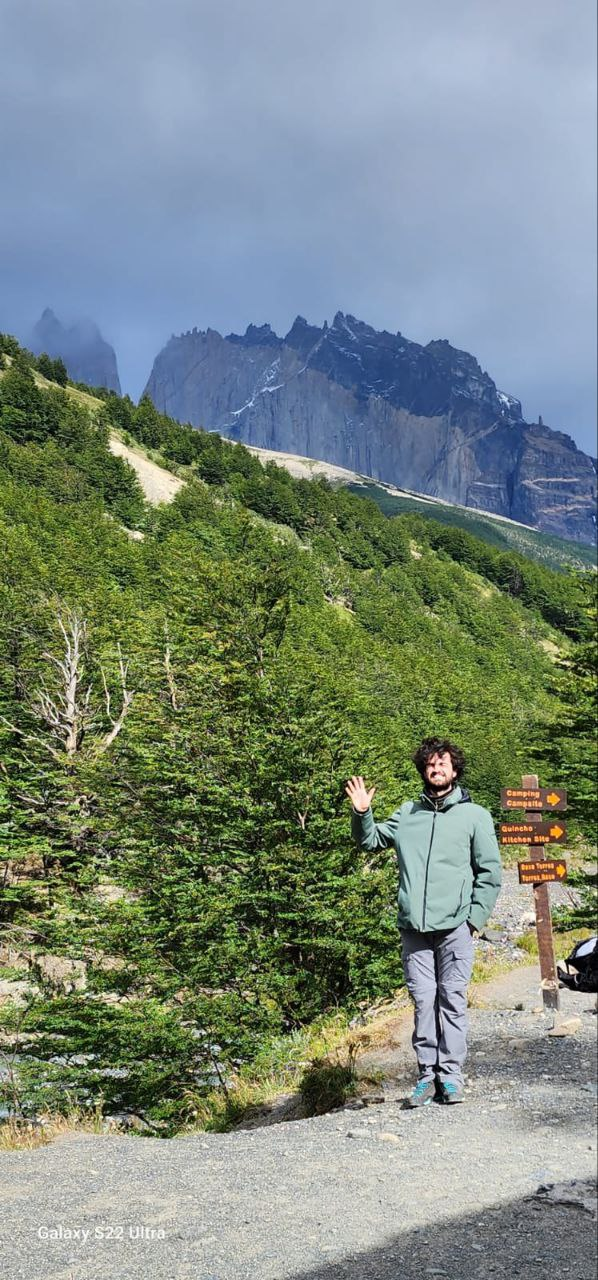 Camping
Campsite
Quincho
Kitchen Site
Base Torres
Torres Base
Galaxy S22 Ultra